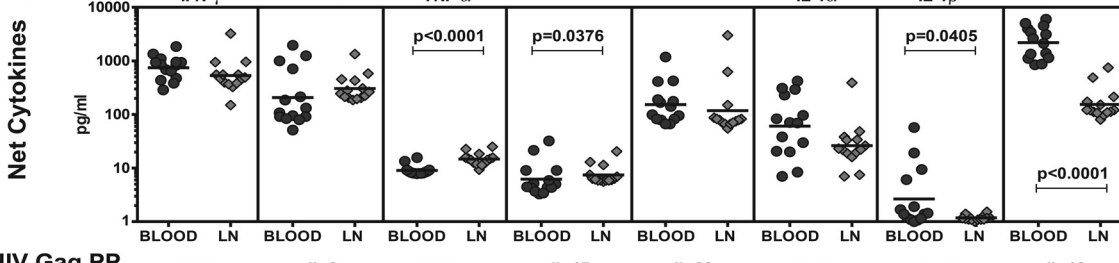 Net Cytokines
pg/ml
10000
1000
100
10
1
p<0.0001
p=0.0376
p=0.0405
p<0.0001
BLOOD LN BLOOD LN BLOOD LN BLOOD LN BLOOD LN BLOOD LN BLOOD LN BLOOD LN